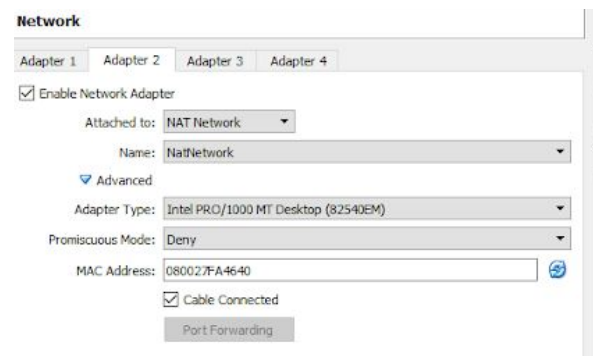 Network
Adapter 1 Adapter 2 Adapter 3 Adapter 4
Enable Network Adapter
Attached to: NAT Network
Name: NatNetwork
Advanced
Adapter Type: Intel PRO/1000 MT Desktop (82540EM)
Promiscuous Mode: Deny
MAC Address: 080027FA4640
Cable Connected
Port Forwarding